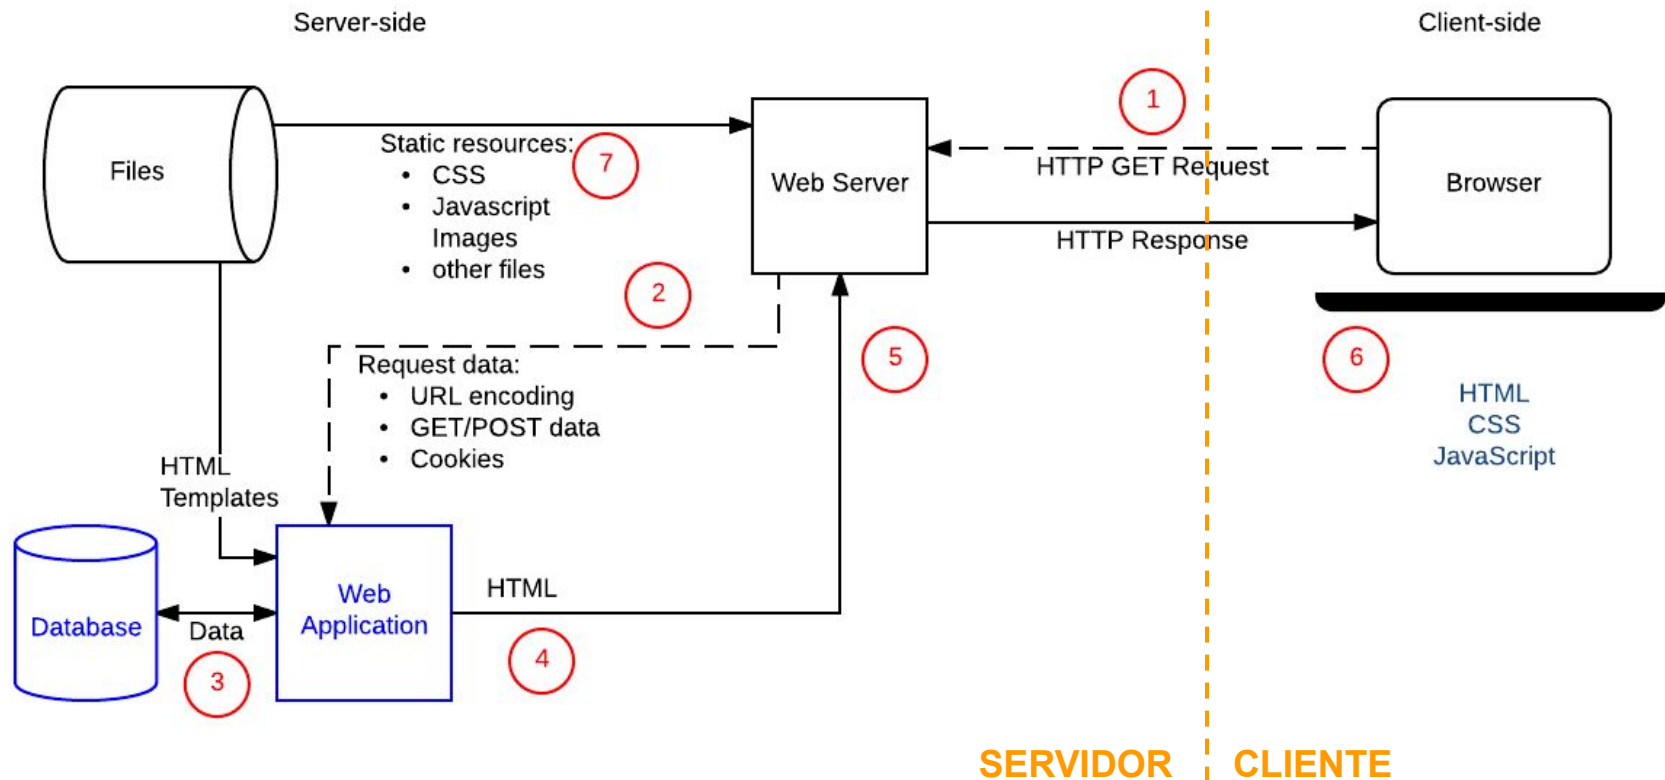 Server-side
Client-side
1
Files
Static resources:
7
• CSS
• Javascript
Images
• other files
Web Server
HTTP GET Request
HTTP Response
Browser
2
Request data:
• URL encoding
• GET/POST data
• Cookies
5
6
HTML
CSS
JavaScript
HTML
Templates
Database
Data
3
Web
Application
HTML
4
SERVIDOR
CLIENTE